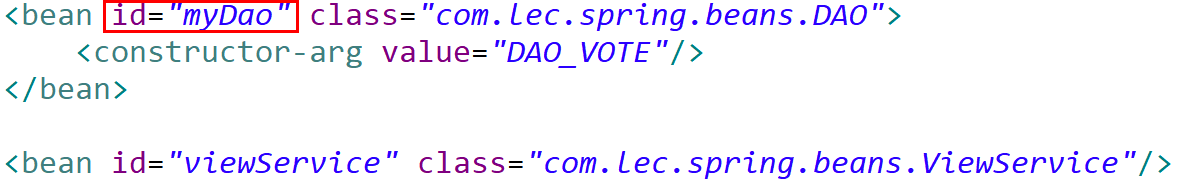 <bean id="myDao" class="com.lec.spring.beans.DAO">
    <constructor-arg value="DAO_VOTE"/>
</bean>
<bean id="viewService" class="com.lec.spring.beans.ViewService"/>